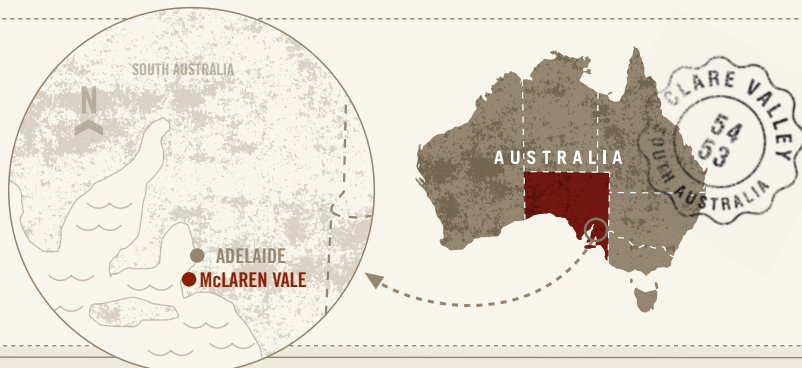 SOUTH AUSTRALIA
N
ADELAIDE
McLAREN VALE
AUSTRALIA
CLARE VALLEY
54
53
SOUTH AUSTRALIA